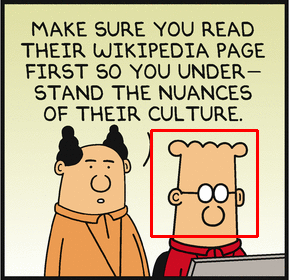 MAKE SURE YOU READ
THEIR WIKIPEDIA PAGE
FIRST SO YOU UNDER-
STAND THE NUANCES
OF THEIR CULTURE.